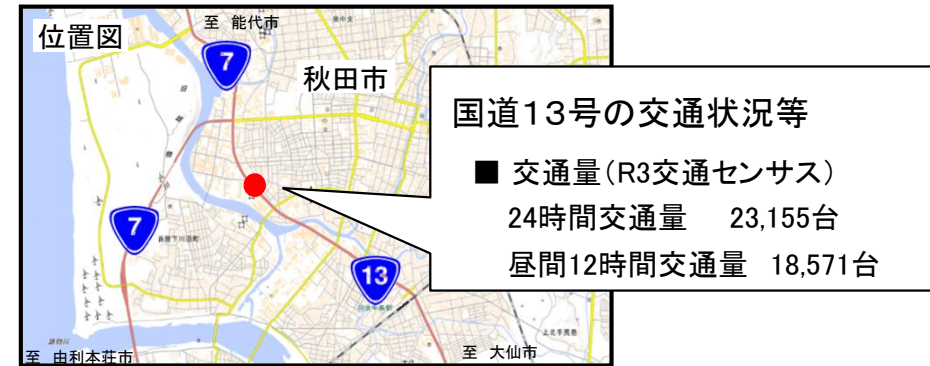 位置図
至 能代市
7
秋田市
国道13号の交通状況等
■ 交通量(R3交通センサス)
24時間交通量 23,155台
昼間12時間交通量 18,571台
7
13
至 由利本荘市
至 大仙市